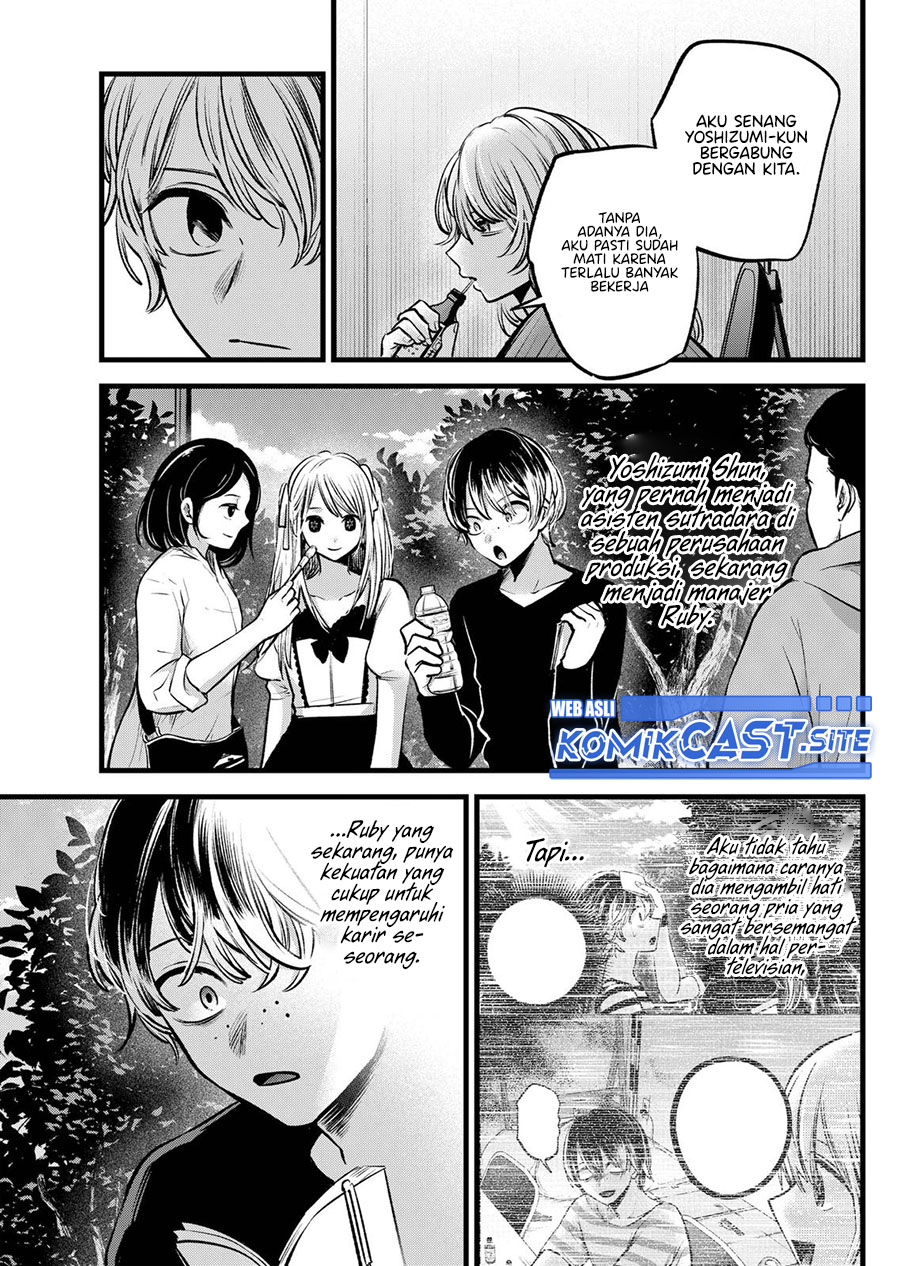 AKU SENANG
YOSHIZUMI-KUN
BERGABUNG
DENGAN KITA.
TANPA
ADANYA DIA,
AKU PASTI SUDAH
MATI KARENA
TERLALU BANYAK
BEKERJA
Yoshizumi Shun,
yang pernah menjadi
asisten sutradara di
sebuah perusahaan
produksi, sekarang
menjadi manajer
Ruby.
WEB ASLI
KOMIKCAST.SITE
Aku tidak tahu
bagaimana caranya
dia mengambil hati
seorang pria yang
sangat bersemangat
dalam hal per-
televisian,
Tapi...
...Ruby yang
sekarang, punya
kekuatan yang
cukup untuk
mempengaruhi
karir se-
seorang.